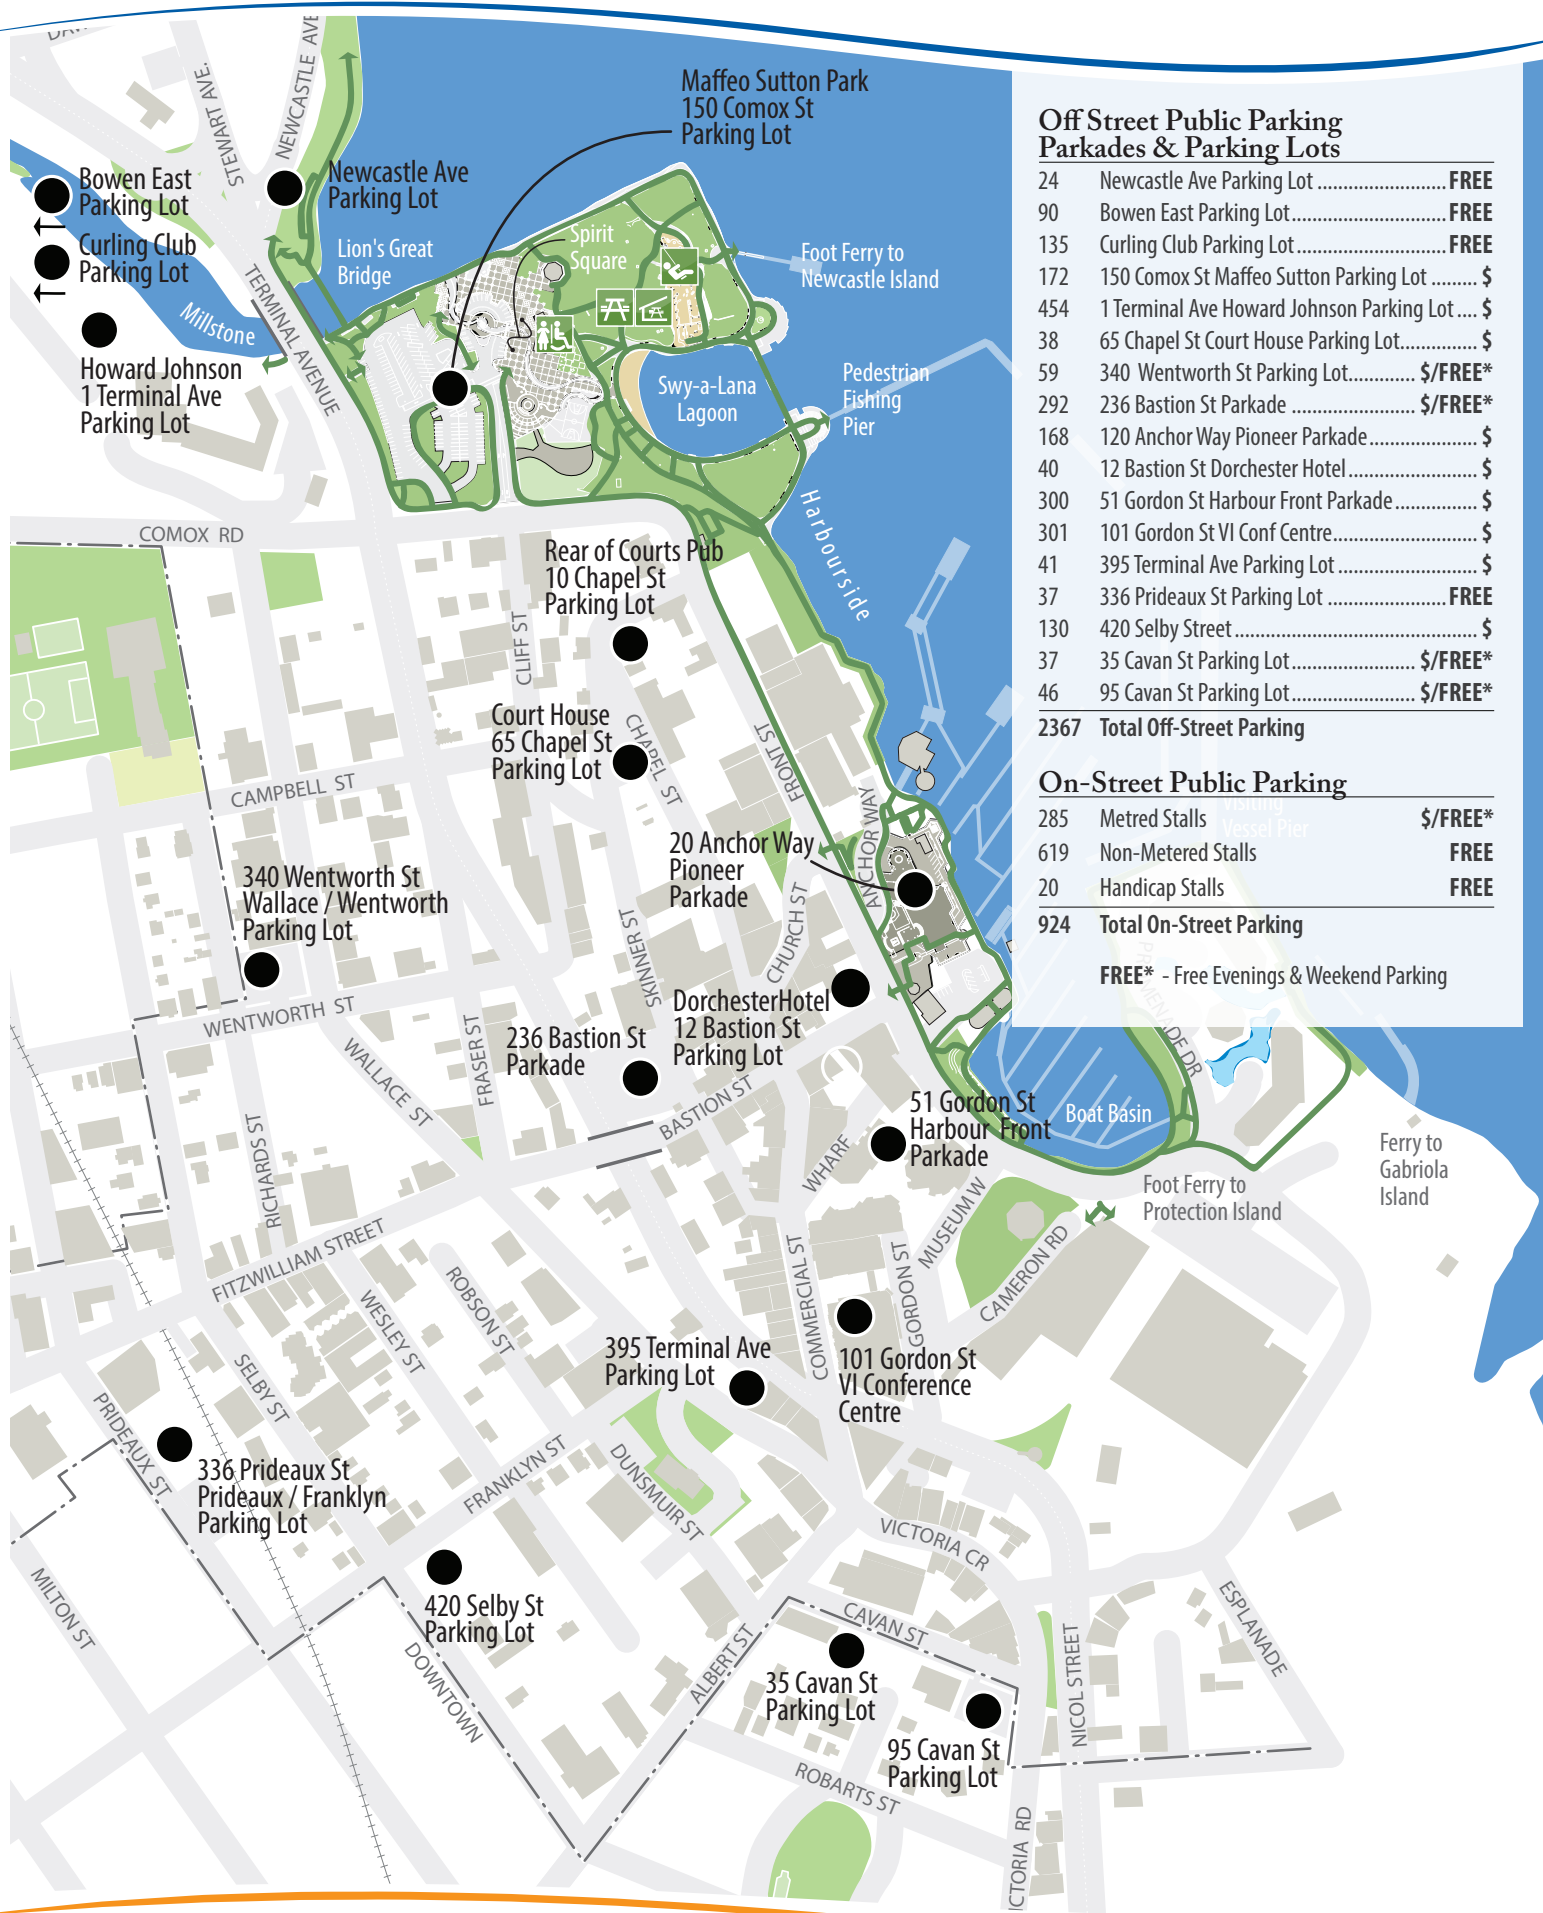 STEWART AVE.
NEWCASTLE AVE
Maffeo Sutton Park
150 Comox St
Parking Lot
Bowen East
Parking Lot
Curling Club
Parking Lot
Newcastle Ave
Parking Lot
Lion's Great
Bridge
Spirit
Square
Foot Ferry to
Newcastle Island
Millstone
TERMINAL AVENUE
Howard Johnson
1 Terminal Ave
Parking Lot
Swy-a-Lana
Lagoon
Pedestrian
Fishing
Pier
Harbourside
COMOX RD
Rear of Courts Pub
10 Chapel St
Parking Lot
CLIFF ST
Court House
65 Chapel St
Parking Lot
CHAPEL ST
FRONT ST
CAMPBELL ST
ANCHOR WAY
20 Anchor Way
Pioneer
Parkade
340 Wentworth St
Wallace / Wentworth
Parking Lot
SKINNER ST
CHURCH ST
DorchesterHotel
12 Bastion St
Parking Lot
WENTWORTH ST
236 Bastion St
Parkade
FRASER ST
WALLACE ST
BASTION ST
RICHARDS ST
WHARF
51 Gordon St
Harbour Front
Parkade
Boat Basin
PROMENADE DR
Ferry to
Gabriola
Island
Foot Ferry to
Protection Island
MUSEUM W
CAMERON RD
FITZWILLIAM STREET
ROBSON ST
WESLEY ST
COMMERCIAL ST
GORDON ST
395 Terminal Ave
Parking Lot
101 Gordon St
VI Conference
Centre
SELBY ST
PRIDEAUX ST
336 Prideaux St
Prideaux / Franklyn
Parking Lot
FRANKLYN ST
DUNSMUIR ST
VICTORIA CR
MILTON ST
420 Selby St
Parking Lot
DOWNTOWN
ALBERT ST
CAVAN ST
35 Cavan St
Parking Lot
95 Cavan St
Parking Lot
NICOL STREET
ESPLANADE
ROBARTS ST
ICTORIA RD
Off Street Public Parking
Parkades & Parking Lots
24 Newcastle Ave Parking Lot ......................... FREE
90 Bowen East Parking Lot.............................. FREE
135 Curling Club Parking Lot ............................. FREE
172 150 Comox St Maffeo Sutton Parking Lot ......... $
454 1 Terminal Ave Howard Johnson Parking Lot .... $
38 65 Chapel St Court House Parking Lot............... $
59 340 Wentworth St Parking Lot............. $/FREE*
292 236 Bastion St Parkade ........................ $/FREE*
168 120 Anchor Way Pioneer Parkade..................... $
40 12 Bastion St Dorchester Hotel......................... $
300 51 Gordon St Harbour Front Parkade................ $
301 101 Gordon St VI Conf Centre............................ $
41 395 Terminal Ave Parking Lot ........................... $
37 336 Prideaux St Parking Lot ....................... FREE
130 420 Selby Street ............................................... $
37 35 Cavan St Parking Lot........................ $/FREE*
46 95 Cavan St Parking Lot........................ $/FREE*
2367 Total Off-Street Parking
On-Street Public Parking
Visiting
Vessel Pier
285 Metred Stalls $/FREE*
619 Non-Metered Stalls FREE
20 Handicap Stalls FREE
924 Total On-Street Parking
FREE* - Free Evenings & Weekend Parking